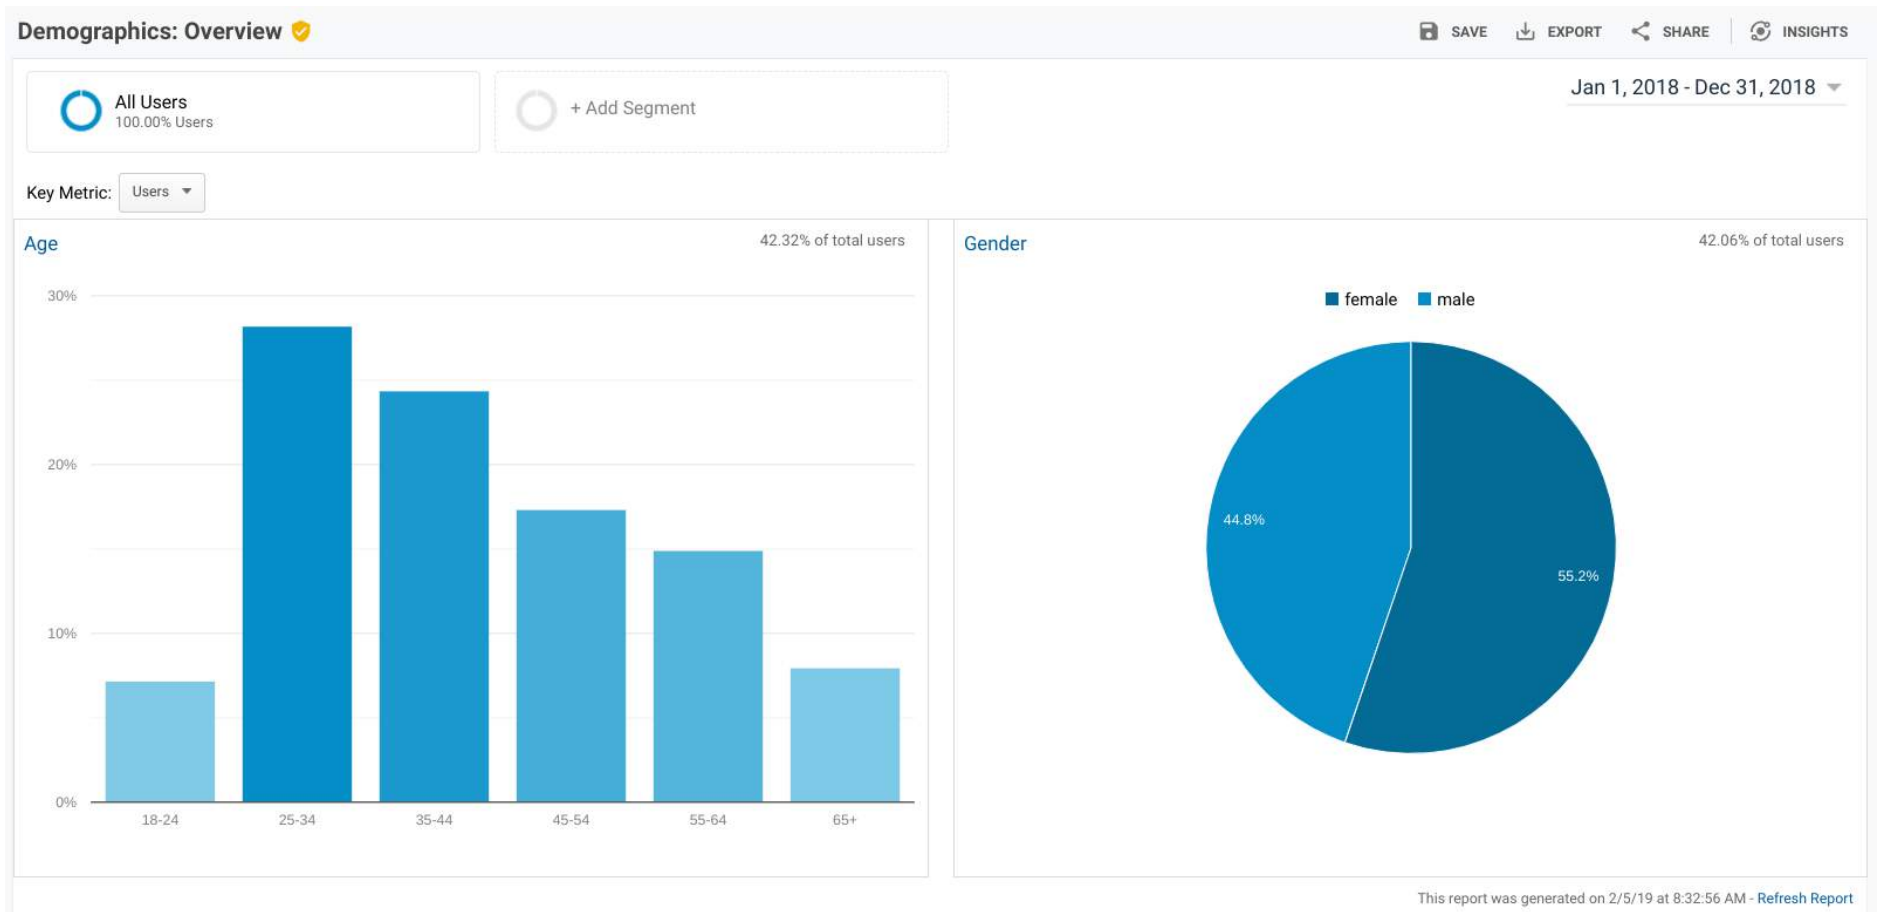 Demographics: Overview
SAVE EXPORT SHARE INSIGHTS
All Users
100.00% Users
+ Add Segment
Jan 1, 2018 - Dec 31, 2018
Key Metric: Users
Age
42.32% of total users
30%
20%
10%
0%
18-24 25-34 35-44 45-54 55-64 65+
Gender
42.06% of total users
female male
44.8%
55.2%
This report was generated on 2/5/19 at 8:32:56 AM - Refresh Report